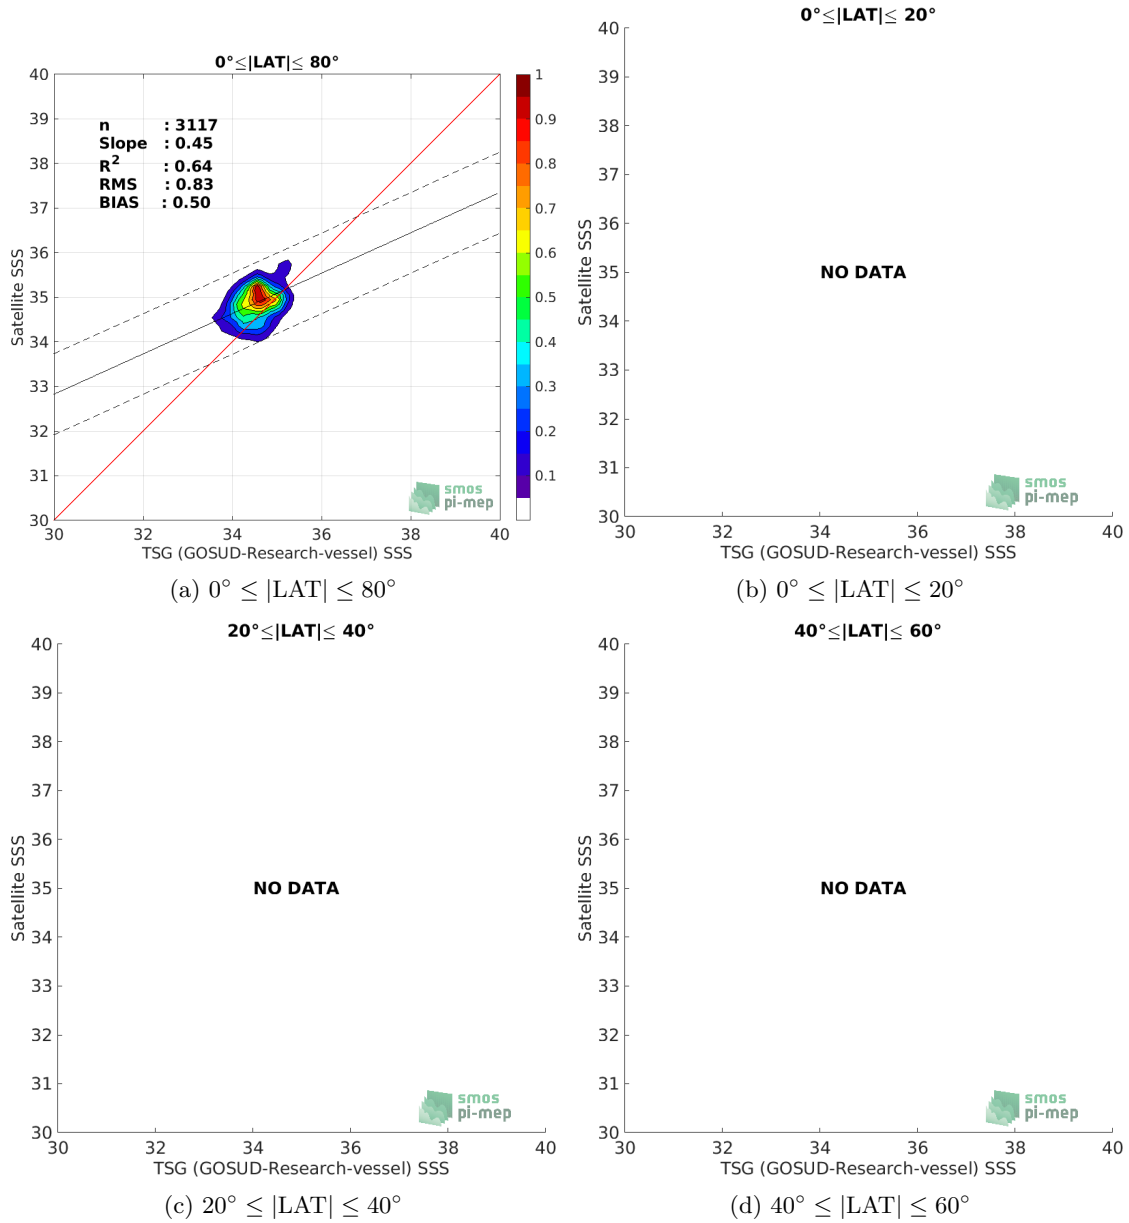 0°≤|LAT|≤ 80°
n : 3117
Slope : 0.45
R2 : 0.64
RMS : 0.83
BIAS : 0.50
40
39
38
37
36
35
34
33
32
31
30
30 32 34 36 38 40
Satellite SSS
TSG (GOSUD-Research-vessel) SSS
1
0.9
0.8
0.7
0.6
0.5
0.4
0.3
0.2
0.1
smos
pi-mep
(a) 0° ≤ |LAT| ≤ 80°
0°≤|LAT|≤ 20°
40
39
38
37
36
35
34
33
32
31
30
30 32 34 36 38 40
Satellite SSS
NO DATA
smos
pi-mep
TSG (GOSUD-Research-vessel) SSS
(b) 0° ≤ |LAT| ≤ 20°
20°≤|LAT|≤ 40°
40
39
38
37
36
35
34
33
32
31
30
30 32 34 36 38 40
Satellite SSS
NO DATA
smos
pi-mep
TSG (GOSUD-Research-vessel) SSS
(c) 20° ≤ |LAT| ≤ 40°
40°≤|LAT|≤ 60°
40
39
38
37
36
35
34
33
32
31
30
30 32 34 36 38 40
Satellite SSS
NO DATA
smos
pi-mep
TSG (GOSUD-Research-vessel) SSS
(d) 40° ≤ |LAT| ≤ 60°